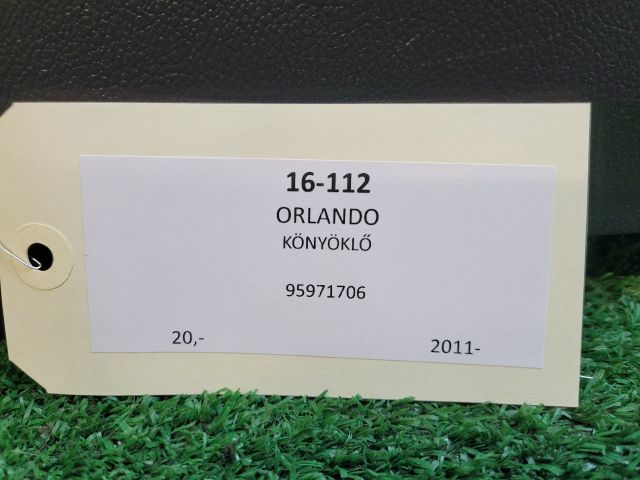 16-112
ORLANDO
KÖNYÖKLŐ
95971706
20,- 2011-